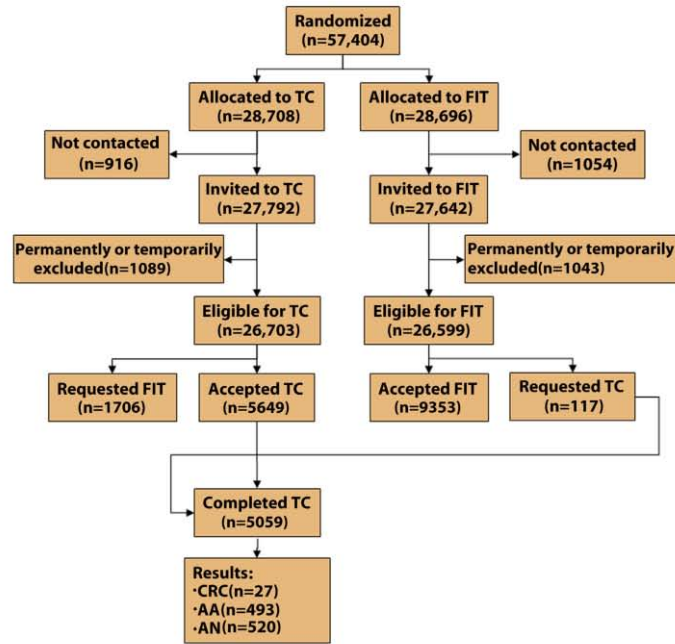 Randomized
(n=57,404)
Allocated to TC
(n=28,708)
Allocated to FIT
(n=28,696)
Not contacted
(n=916)
Not contacted
(n=1054)
Invited to TC
(n=27,792)
Invited to FIT
(n=27,642)
Permanently or temporarily
excluded(n=1089)
Permanently or temporarily
excluded(n=1043)
Eligible for TC
(n=26,703)
Eligible for FIT
(n=26,599)
Requested FIT
(n=1706)
Accepted TC
(n=5649)
Accepted FIT
(n=9353)
Requested TC
(n=117)
Completed TC
(n=5059)
Results:
·CRC(n=27)
·AA(n=493)
·AN(n=520)